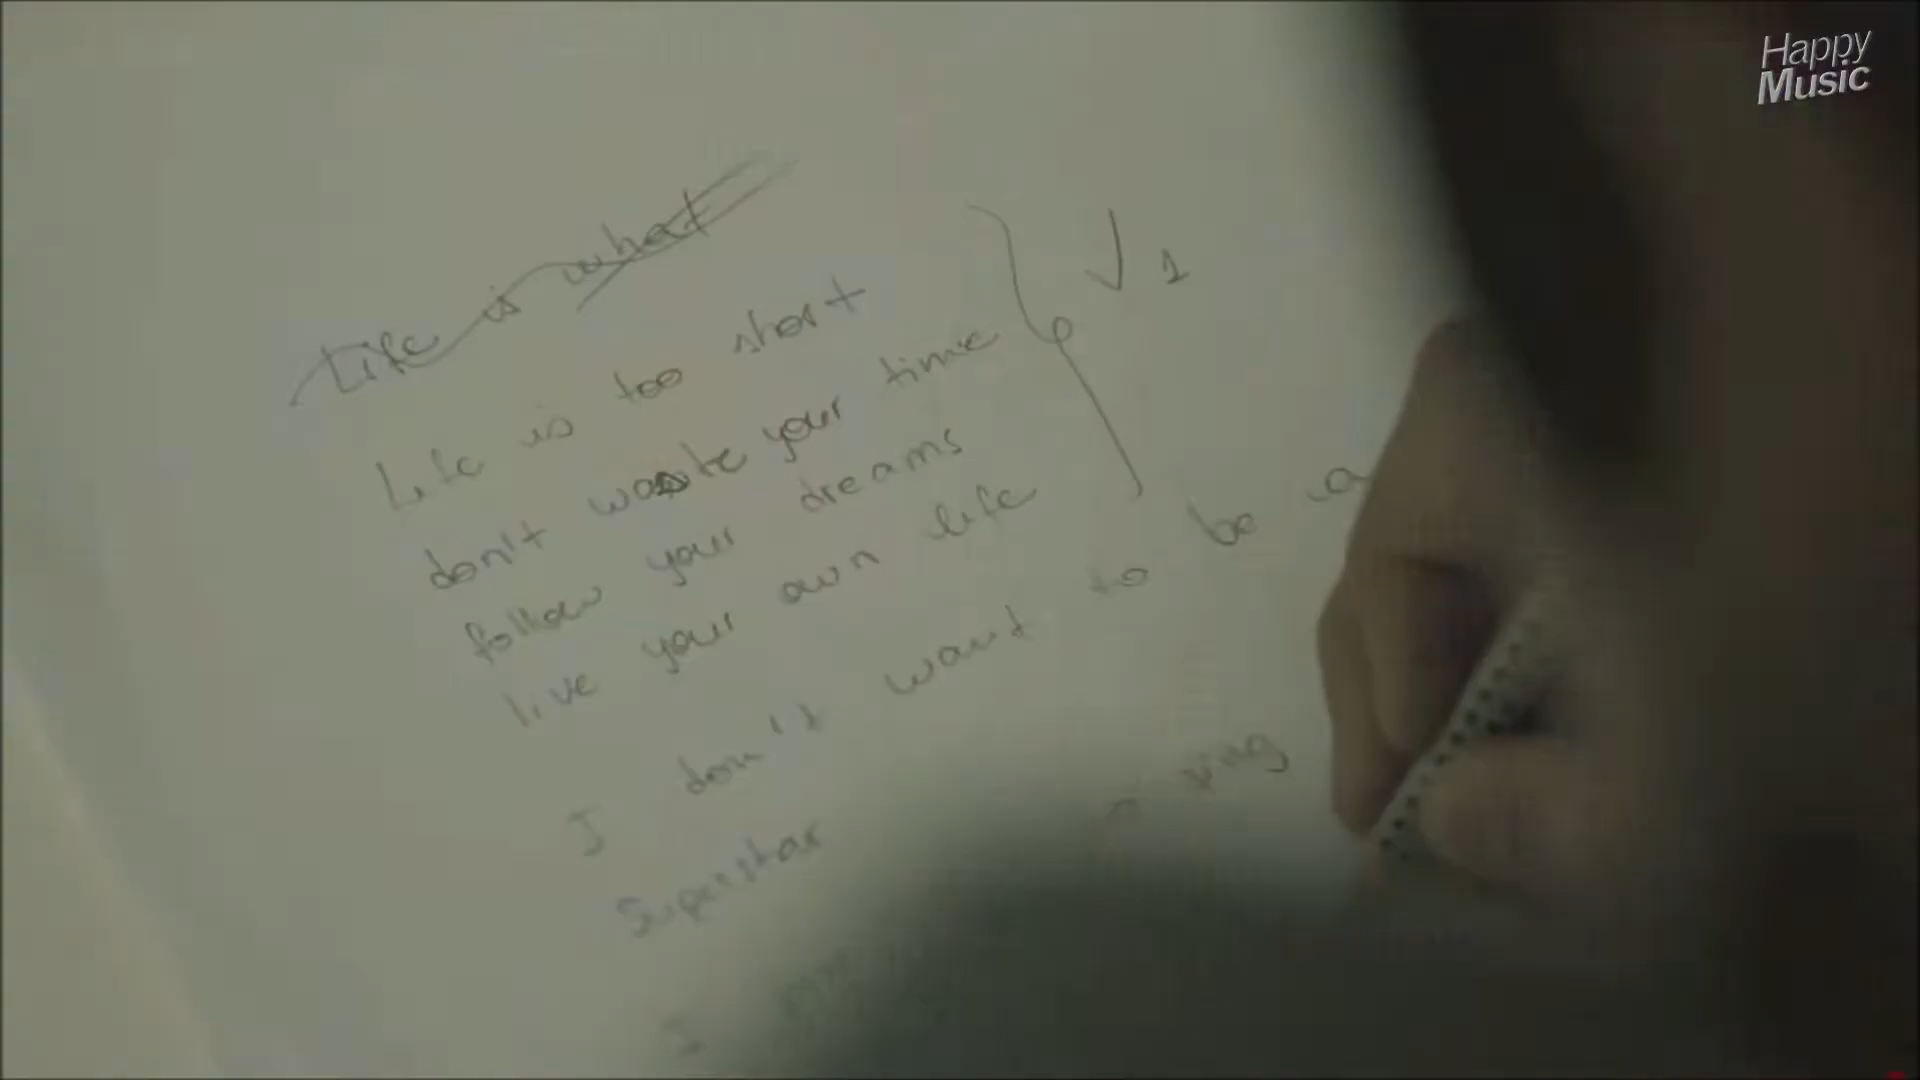 Happy
Music
Life is what
Life is too short
don't waste your time
follow your dreams
live your own life
V1
I don't want to be a
Superstar
I